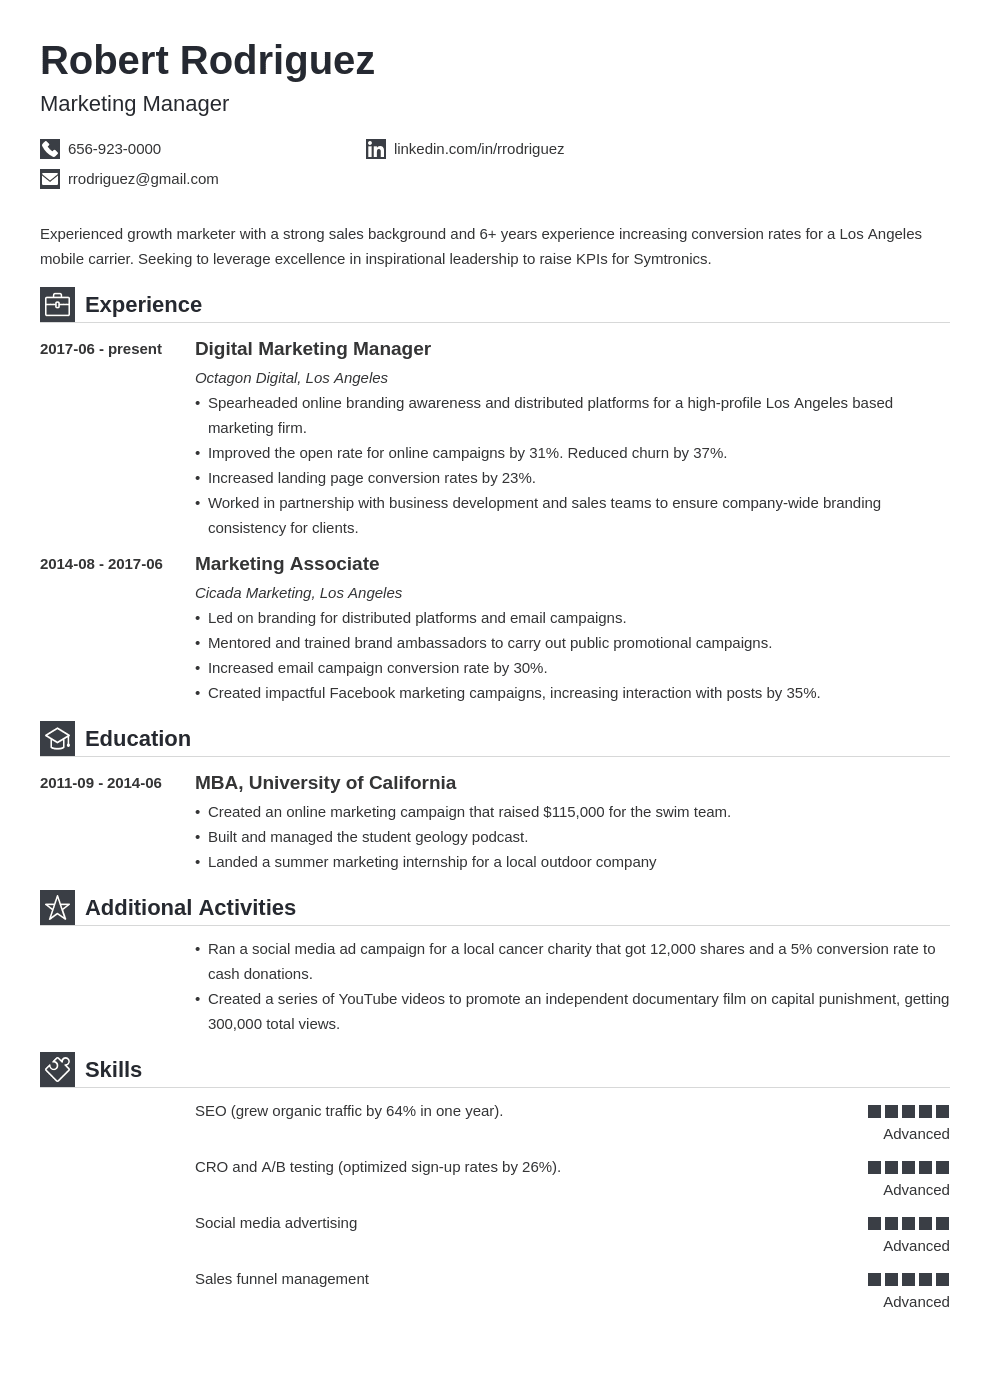 Robert Rodriguez
Marketing Manager
656-923-0000
linkedin.com/in/rrodriguez
rrodriguez@gmail.com
Experienced growth marketer with a strong sales background and 6+ years experience increasing conversion rates for a Los Angeles
mobile carrier. Seeking to leverage excellence in inspirational leadership to raise KPIs for Symtronics.
Experience
2017-06 - present
Digital Marketing Manager
Octagon Digital, Los Angeles
• Spearheaded online branding awareness and distributed platforms for a high-profile Los Angeles based
marketing firm.
• Improved the open rate for online campaigns by 31%. Reduced churn by 37%.
• Increased landing page conversion rates by 23%.
• Worked in partnership with business development and sales teams to ensure company-wide branding
consistency for clients.
2014-08 - 2017-06
Marketing Associate
Cicada Marketing, Los Angeles
• Led on branding for distributed platforms and email campaigns.
• Mentored and trained brand ambassadors to carry out public promotional campaigns.
• Increased email campaign conversion rate by 30%.
• Created impactful Facebook marketing campaigns, increasing interaction with posts by 35%.
Education
2011-09 - 2014-06
MBA, University of California
• Created an online marketing campaign that raised $115,000 for the swim team.
• Built and managed the student geology podcast.
• Landed a summer marketing internship for a local outdoor company
Additional Activities
• Ran a social media ad campaign for a local cancer charity that got 12,000 shares and a 5% conversion rate to
cash donations.
• Created a series of YouTube videos to promote an independent documentary film on capital punishment, getting
300,000 total views.
Skills
SEO (grew organic traffic by 64% in one year).
Advanced
CRO and A/B testing (optimized sign-up rates by 26%).
Advanced
Social media advertising
Advanced
Sales funnel management
Advanced